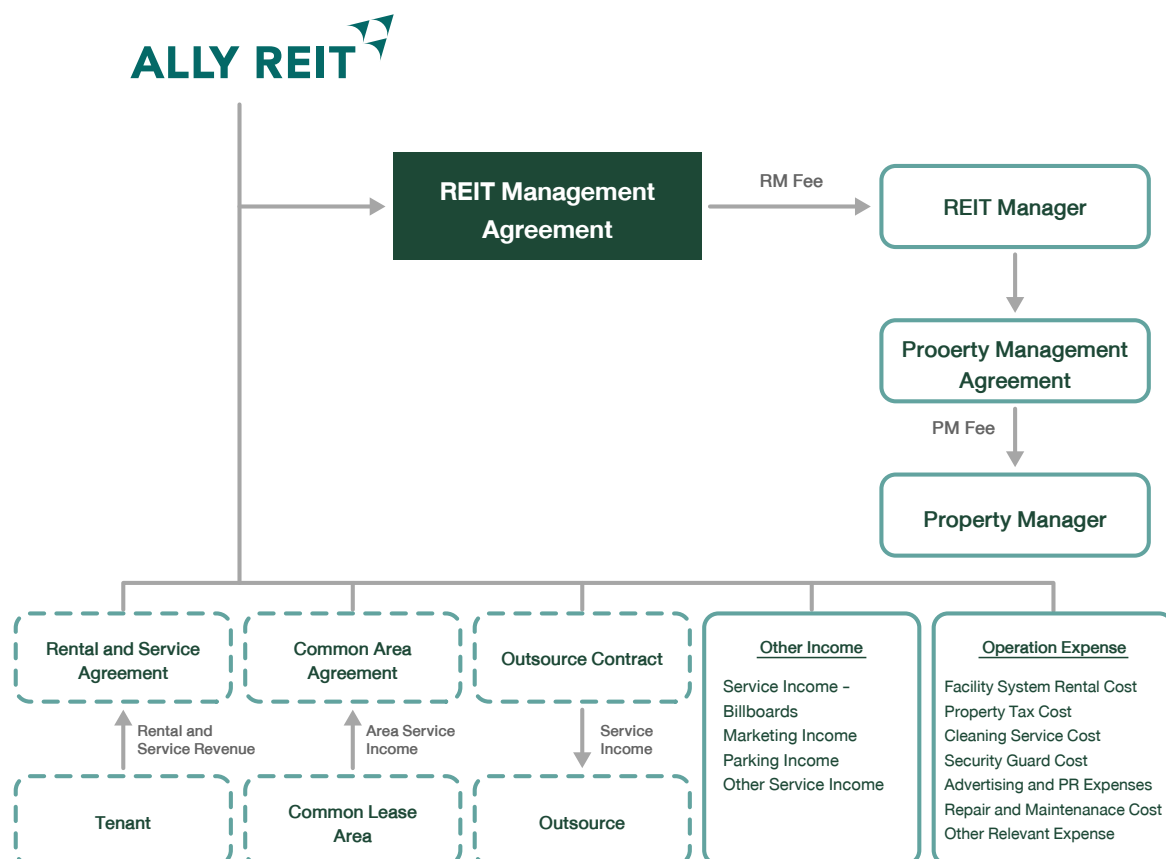 ALLY REIT
REIT Management
Agreement
RM Fee
REIT Manager
Prooerty Management
Agreement
PM Fee
Property Manager
Rental and Service
Agreement
Rental and
Service Revenue
Tenant
Common Area
Agreement
Area Service
Income
Common Lease
Area
Outsource Contract
Service
Income
Outsource
Other Income
Service Income -
Billboards
Marketing Income
Parking Income
Other Service Income
Operation Expense
Facility System Rental Cost
Property Tax Cost
Cleaning Service Cost
Security Guard Cost
Advertising and PR Expenses
Repair and Maintenanace Cost
Other Relevant Expense